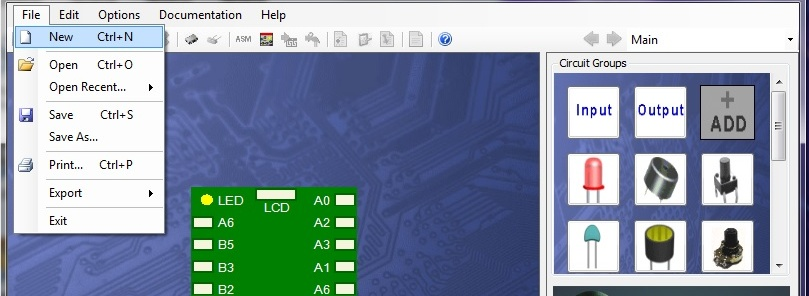 File Edit Options Documentation Help
New Ctrl+N
ASM
Main
Open Ctrl+O
Open Recent...
Save Ctrl+S
Save As...
Print... Ctrl+P
Export
Exit
Circuit Groups
Input Output + ADD
LED LCD A0
A6 A2
B5 A3
B3 A1
B2 A6